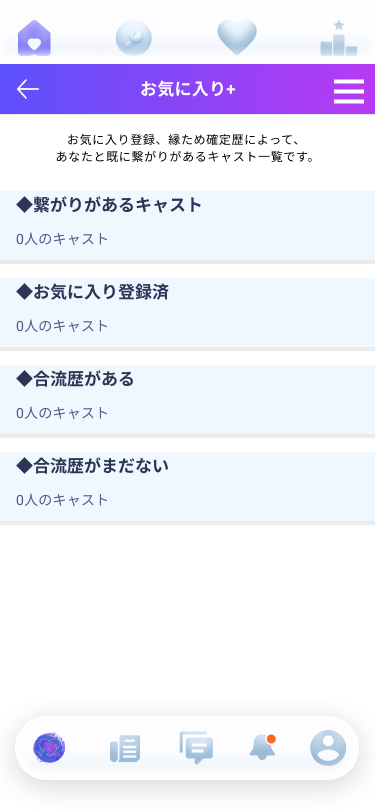 お気に入り+
お気に入り登録、縁ため確定歴によって、
あなたと既に繋がりがあるキャスト一覧です。
◆繋がりがあるキャスト
0人のキャスト
◆お気に入り登録済
0人のキャスト
◆合流歴がある
0人のキャスト
◆合流歴がまだない
0人のキャスト